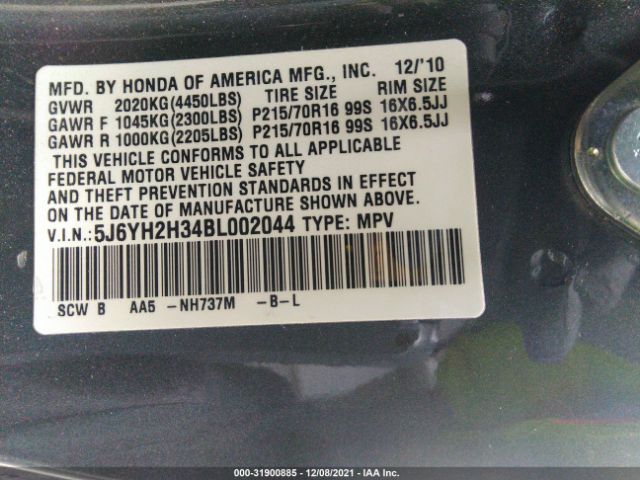 MFD. BY HONDA OF AMERICA MFG., INC. 12/'10
GVWR 2020KG(4450LBS) TIRE SIZE RIM SIZE
GAWR F 1045KG(2300LBS) P215/70R16 99S 16X6.5JJ
GAWR R 1000KG(2205LBS) P215/70R16 99S 16X6.5JJ
THIS VEHICLE CONFORMS TO ALL APPLICABLE
FEDERAL MOTOR VEHICLE SAFETY
AND THEFT PREVENTION STANDARDS IN EFFECT
ON THE DATE OF MANUFACTURE SHOWN ABOVE.
V.I.N.:5J6YH2H34BL002044 TYPE: MPV
SCW B AA5 -NH737M -B-L
000-31900885 - 12/08/2021 - IAA Inc.